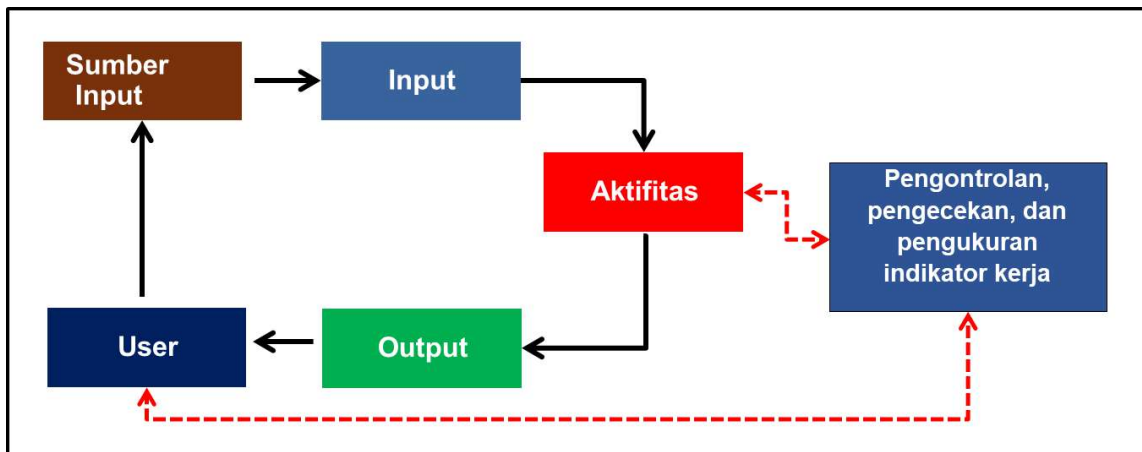 Sumber
Input
Input
Aktifitas
Pengontrolan,
pengecekan, dan
pengukuran
indikator kerja
User
Output